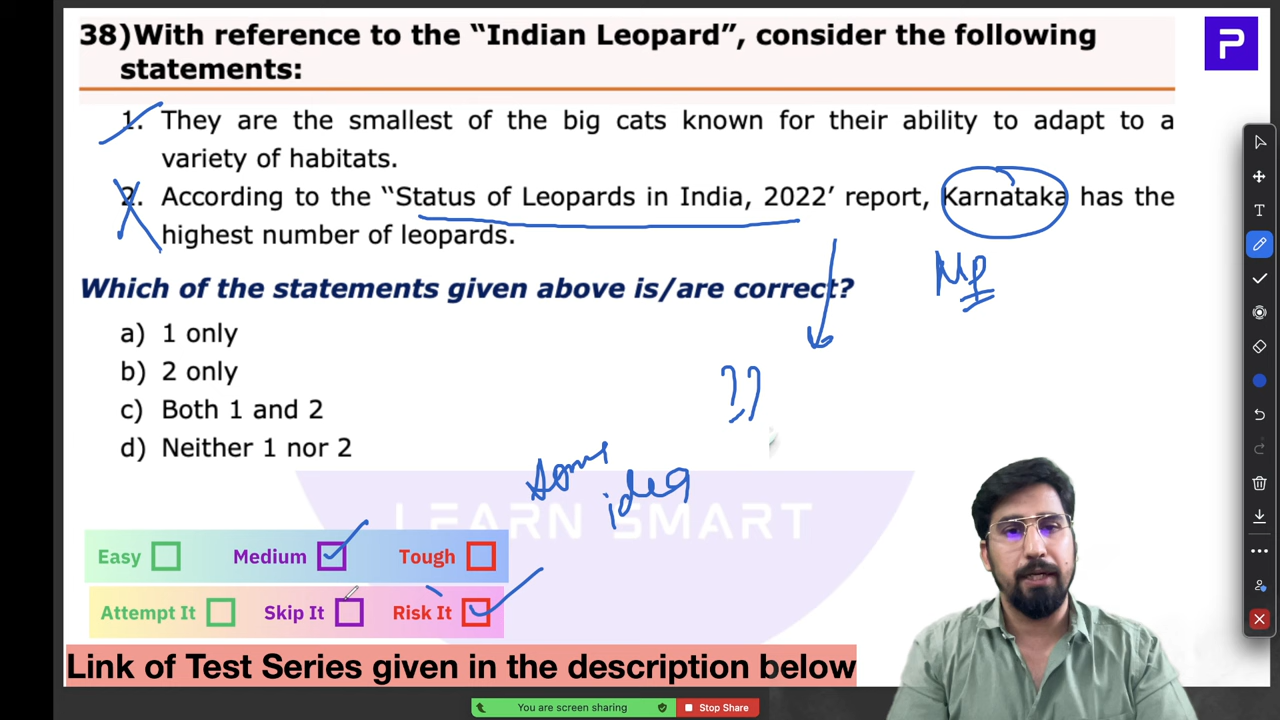 38)With reference to the “Indian Leopard”, consider the following
statements:
P
1. They are the smallest of the big cats known for their ability to adapt to a
variety of habitats.
2. According to the ‘‘Status of Leopards in India, 2022’ report, Karnataka has the
highest number of leopards.
MP
Which of the statements given above is/are correct?
a) 1 only
b) 2 only
c) Both 1 and 2
d) Neither 1 nor 2
??
Some
idea
LEARN SMART
Easy Medium Tough
Attempt It Skip It Risk It
Link of Test Series given in the description below
You are screen sharing Stop Share